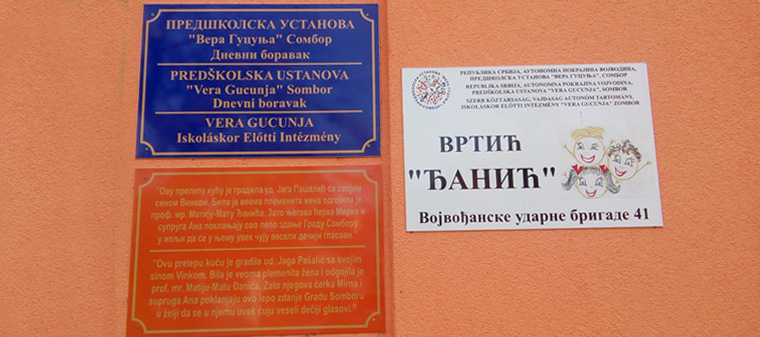 ПРЕДШКОЛСКА УСТАНОВА
"Вера Гуцуња" Сомбор
Дневни боравак
PREDŠKOLSKA USTANOVA
"Vera Gucunja" Sombor
Dnevni boravak
VERA GUCUNJA
Iskoláskor Előtti Intézmény
"Ову прелепу кућу је градила уд. Јага Пашалић са својим
сином Винком. Била је веома племенита жена и одгојила је
проф. мр. Матију-Мату Ђанића. Зато његова ћерка Мирна и
супруга Ана поклањају ово лепо здање Граду Сомбору
у жељи да се у њему увек чују весели дечији гласови."
"Ovu prelepu kuću je gradila ud. Jaga Pašalić sa svojim
sinom Vinkom. Bila je veoma plemenita žena i odgojila je
prof. mr. Matiju-Matu Đanića. Zato njegova ćerka Mirna i
supruga Ana poklanjaju ovo lepo zdanje Gradu Somboru
u želji da se u njemu uvek čuju veseli dečiji glasovi."
РЕПУБЛИКА СРБИЈА, АУТОНОМНА ПОКРАЈИНА ВОЈВОДИНА,
ПРЕДШКОЛСКА УСТАНОВА "ВЕРА ГУЦУЊА", СОМБОР
REPUBLIKA SRBIJA, AUTONOMNA POKRAJINA VOJVODINA,
PREDŠKOLSKA USTANOVA "VERA GUCUNJA", SOMBOR
SZERB KÖZTÁRSASÁG, VAJDASÁG AUTONÓM TARTOMÁNY,
ISKOLÁSKOR ELŐTTI INTÉZMÉNY "VERA GUCUNJA" ZOMBOR
ВРТИЋ
"ЂАНИЋ"
Војвођанске ударне бригаде 41